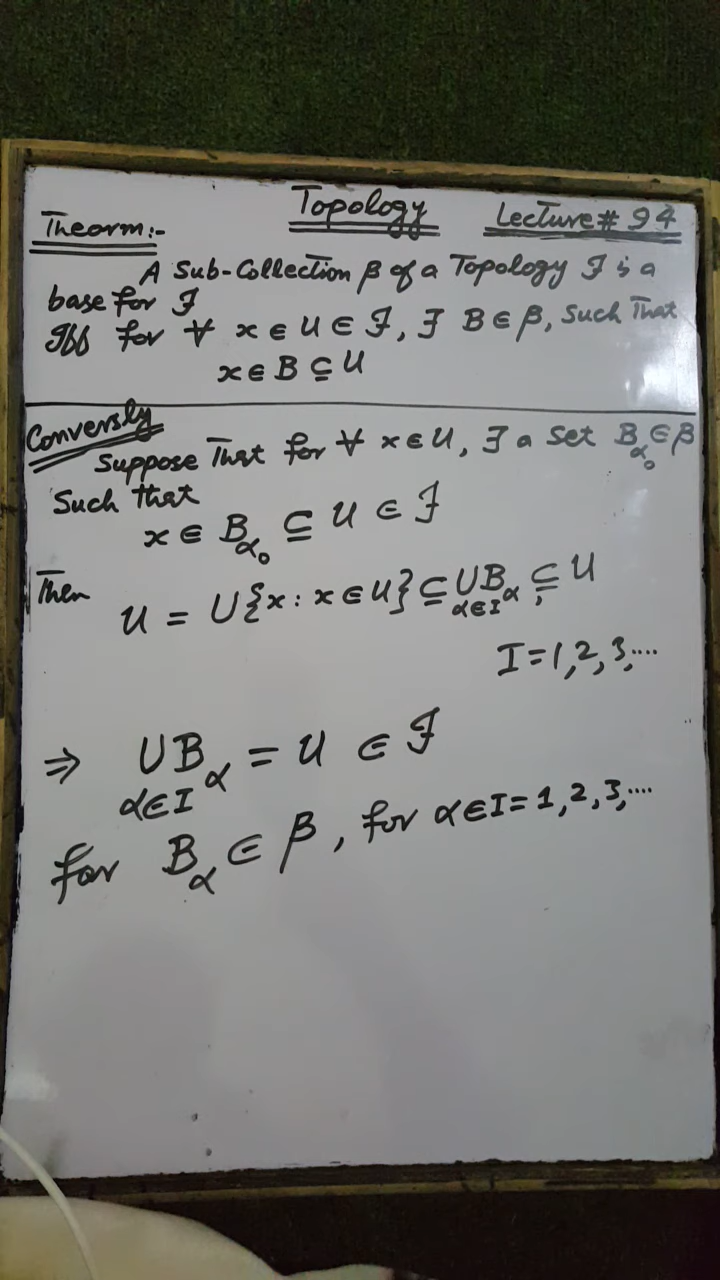 Topology
Lecture # 94
Theorm:-
A Sub-Collection β of a Topology ℱ is a
base for ℱ
Iff for ∀ x ∈ U ∈ ℱ, ∃ B ∈ β, Such That
x ∈ B ⊆ U
Conversly
Suppose That for ∀ x ∈ U, ∃ a Set B_α₀ ∈ β
Such that
x ∈ B_α₀ ⊆ U ∈ ℱ
Then
U = ∪{x : x ∈ U} ⊆ ∪B_α ⊆ U
α∈I
I = 1, 2, 3, ....
⇒ ∪B_α = U ∈ ℱ
α∈I
for B_α ∈ β, for α ∈ I = 1, 2, 3, ....